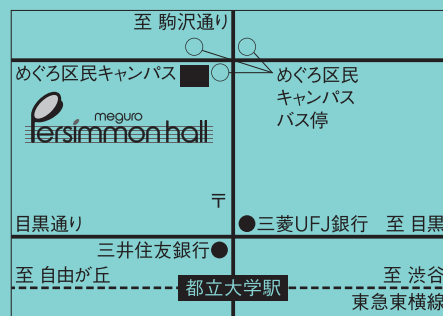 至 駒沢通り
めぐろ区民キャンパス
めぐろ区民
キャンパス
バス停
meguro
Persimmon hall
〒
目黒通り
三菱UFJ銀行
至 目黒
三井住友銀行
至 自由が丘
都立大学駅
至 渋谷
東急東横線